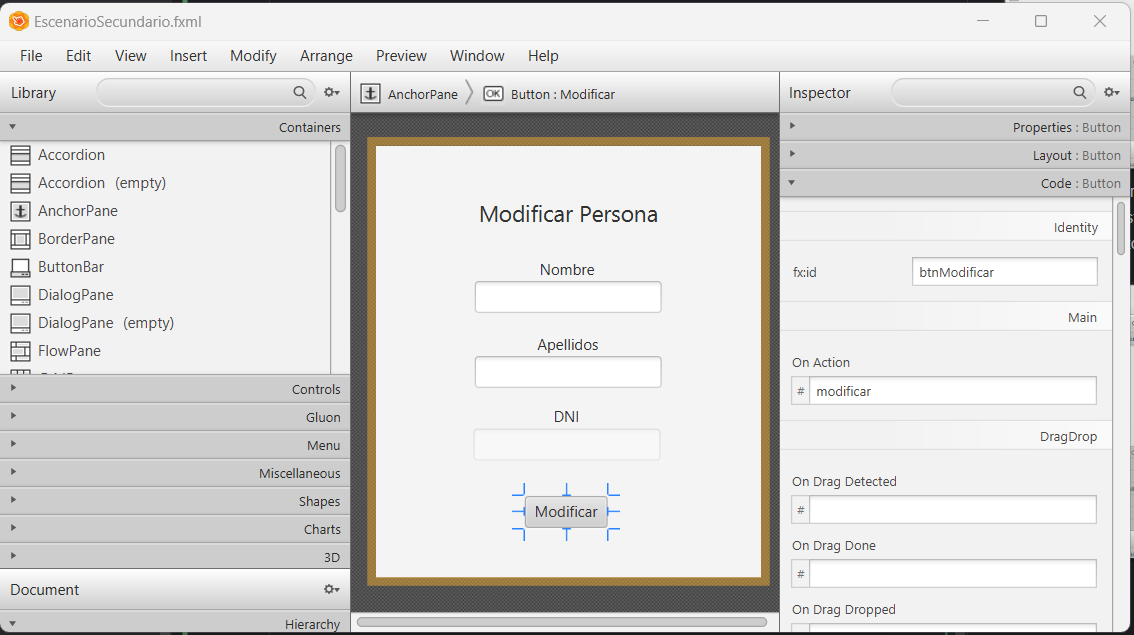 EscenarioSecundario.fxml
File Edit View Insert Modify Arrange Preview Window Help
Library
Containers
Accordion
Accordion (empty)
AnchorPane
BorderPane
ButtonBar
DialogPane
DialogPane (empty)
FlowPane
Controls
Gluon
Menu
Miscellaneous
Shapes
Charts
3D
Document
Hierarchy
AnchorPane OK Button : Modificar
Modificar Persona
Nombre
Apellidos
DNI
Modificar
Inspector
Properties : Button
Layout : Button
Code : Button
Identity
fx:id btnModificar
Main
On Action
# modificar
DragDrop
On Drag Detected
#
On Drag Done
#
On Drag Dropped